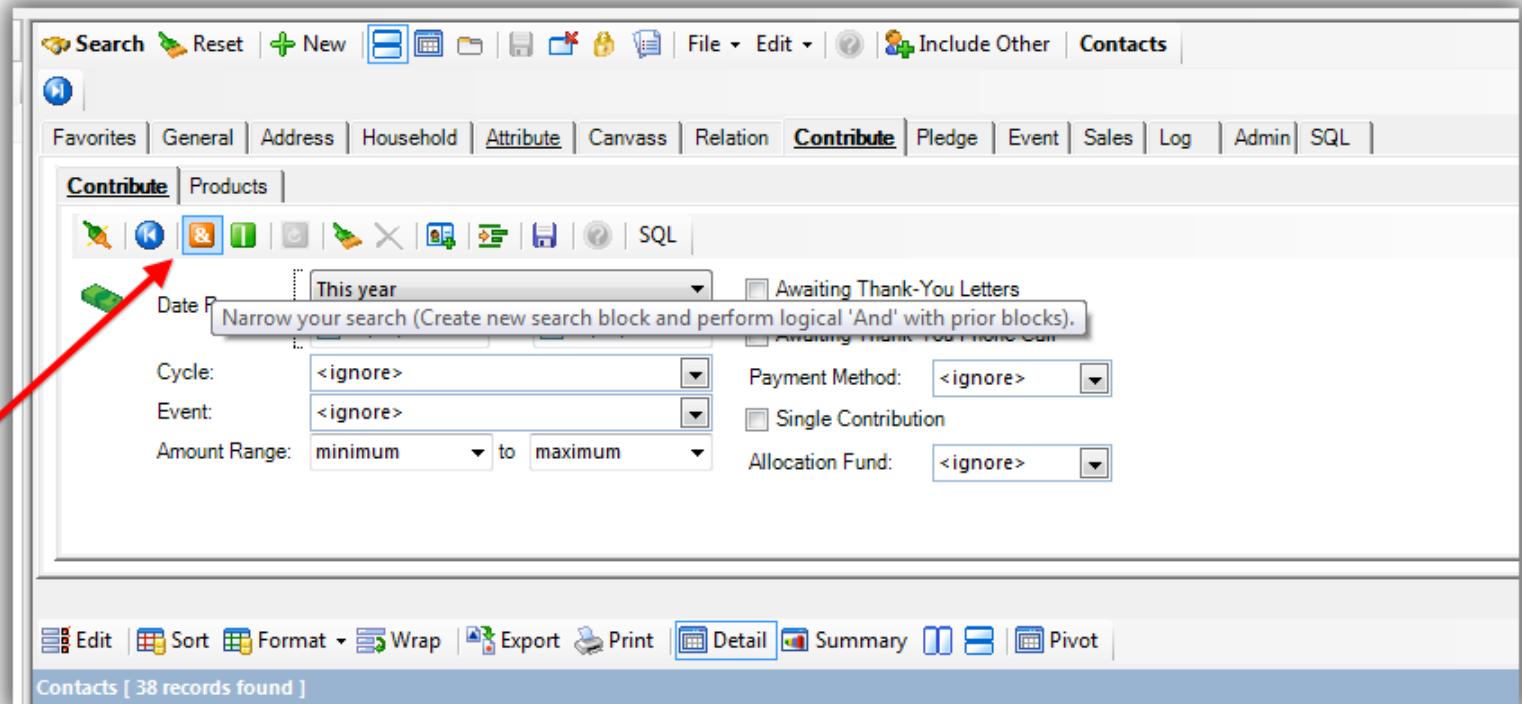 Search Reset New File Edit Include Other Contacts
Favorites General Address Household Attribute Canvass Relation Contribute Pledge Event Sales Log Admin SQL
Contribute Products
& SQL
Date This year Awaiting Thank-You Letters
Narrow your search (Create new search block and perform logical 'And' with prior blocks).
Cycle: <ignore> Payment Method: <ignore>
Event: <ignore> Single Contribution
Amount Range: minimum to maximum Allocation Fund: <ignore>
Edit Sort Format Wrap Export Print Detail Summary Pivot
Contacts [ 38 records found ]